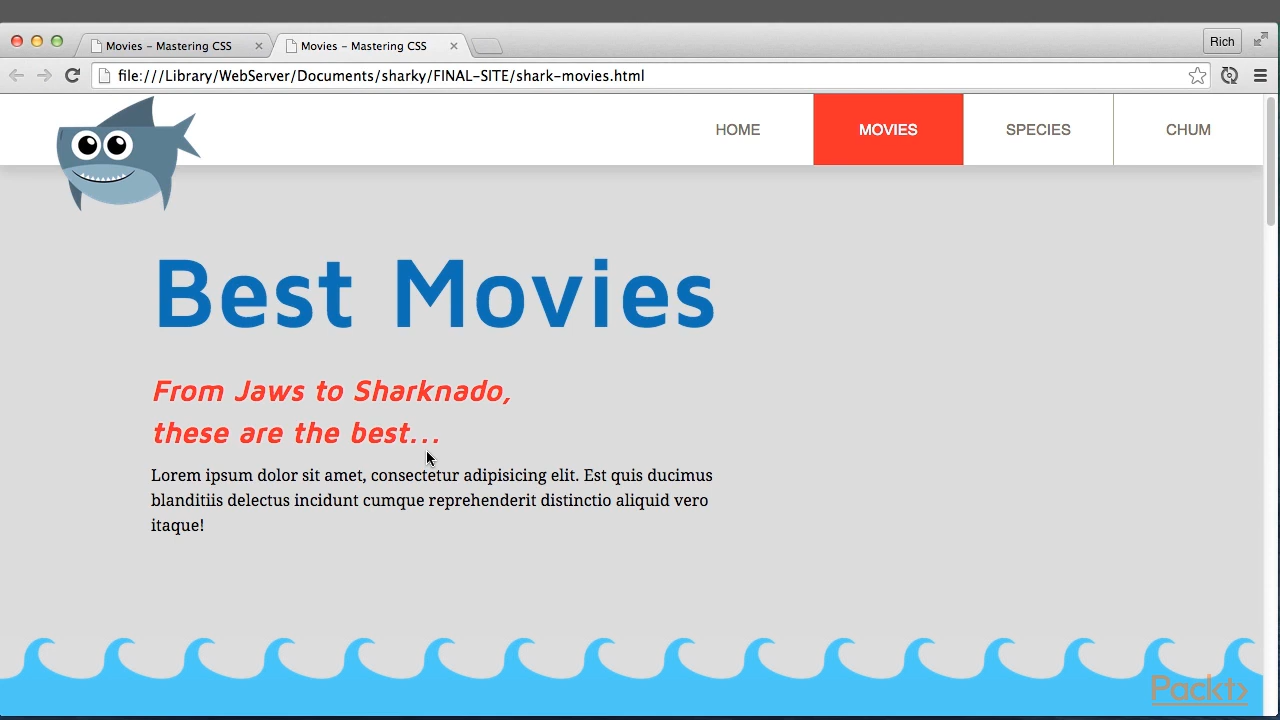 Movies – Mastering CSS
Movies – Mastering CSS
Rich
file:///Library/WebServer/Documents/sharky/FINAL-SITE/shark-movies.html
HOME
MOVIES
SPECIES
CHUM
Best Movies
From Jaws to Sharknado,
these are the best...
Lorem ipsum dolor sit amet, consectetur adipisicing elit. Est quis ducimus
blanditiis delectus incidunt cumque reprehenderit distinctio aliquid vero
itaque!
Packt>